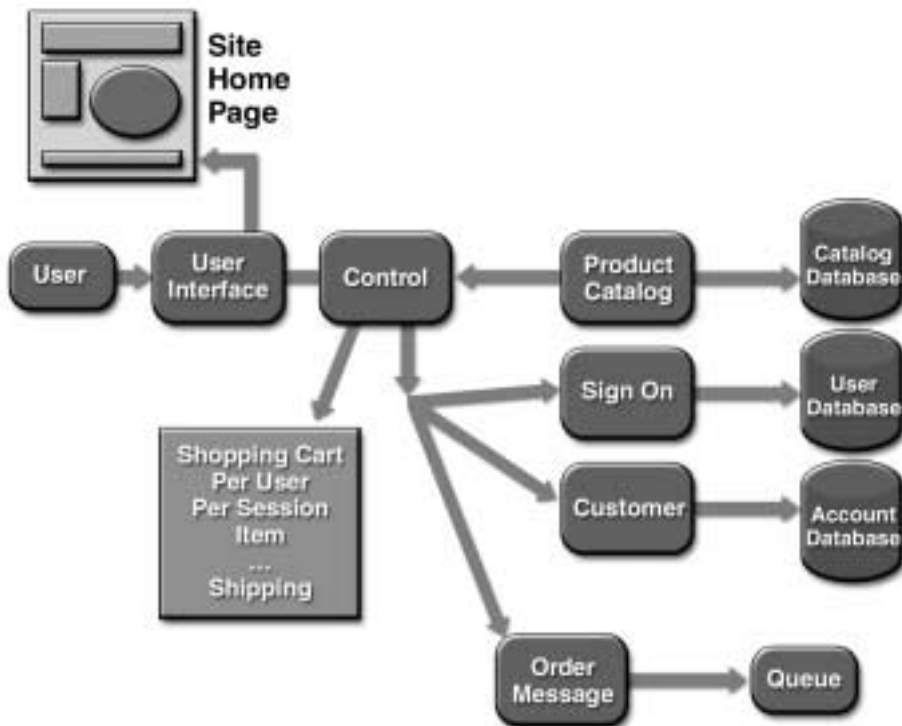 Site
Home
Page
User
User
Interface
Control
Product
Catalog
Catalog
Database
Sign On
User
Database
Shopping Cart
Per User
Per Session
Item
...
Shipping
Customer
Account
Database
Order
Message
Queue